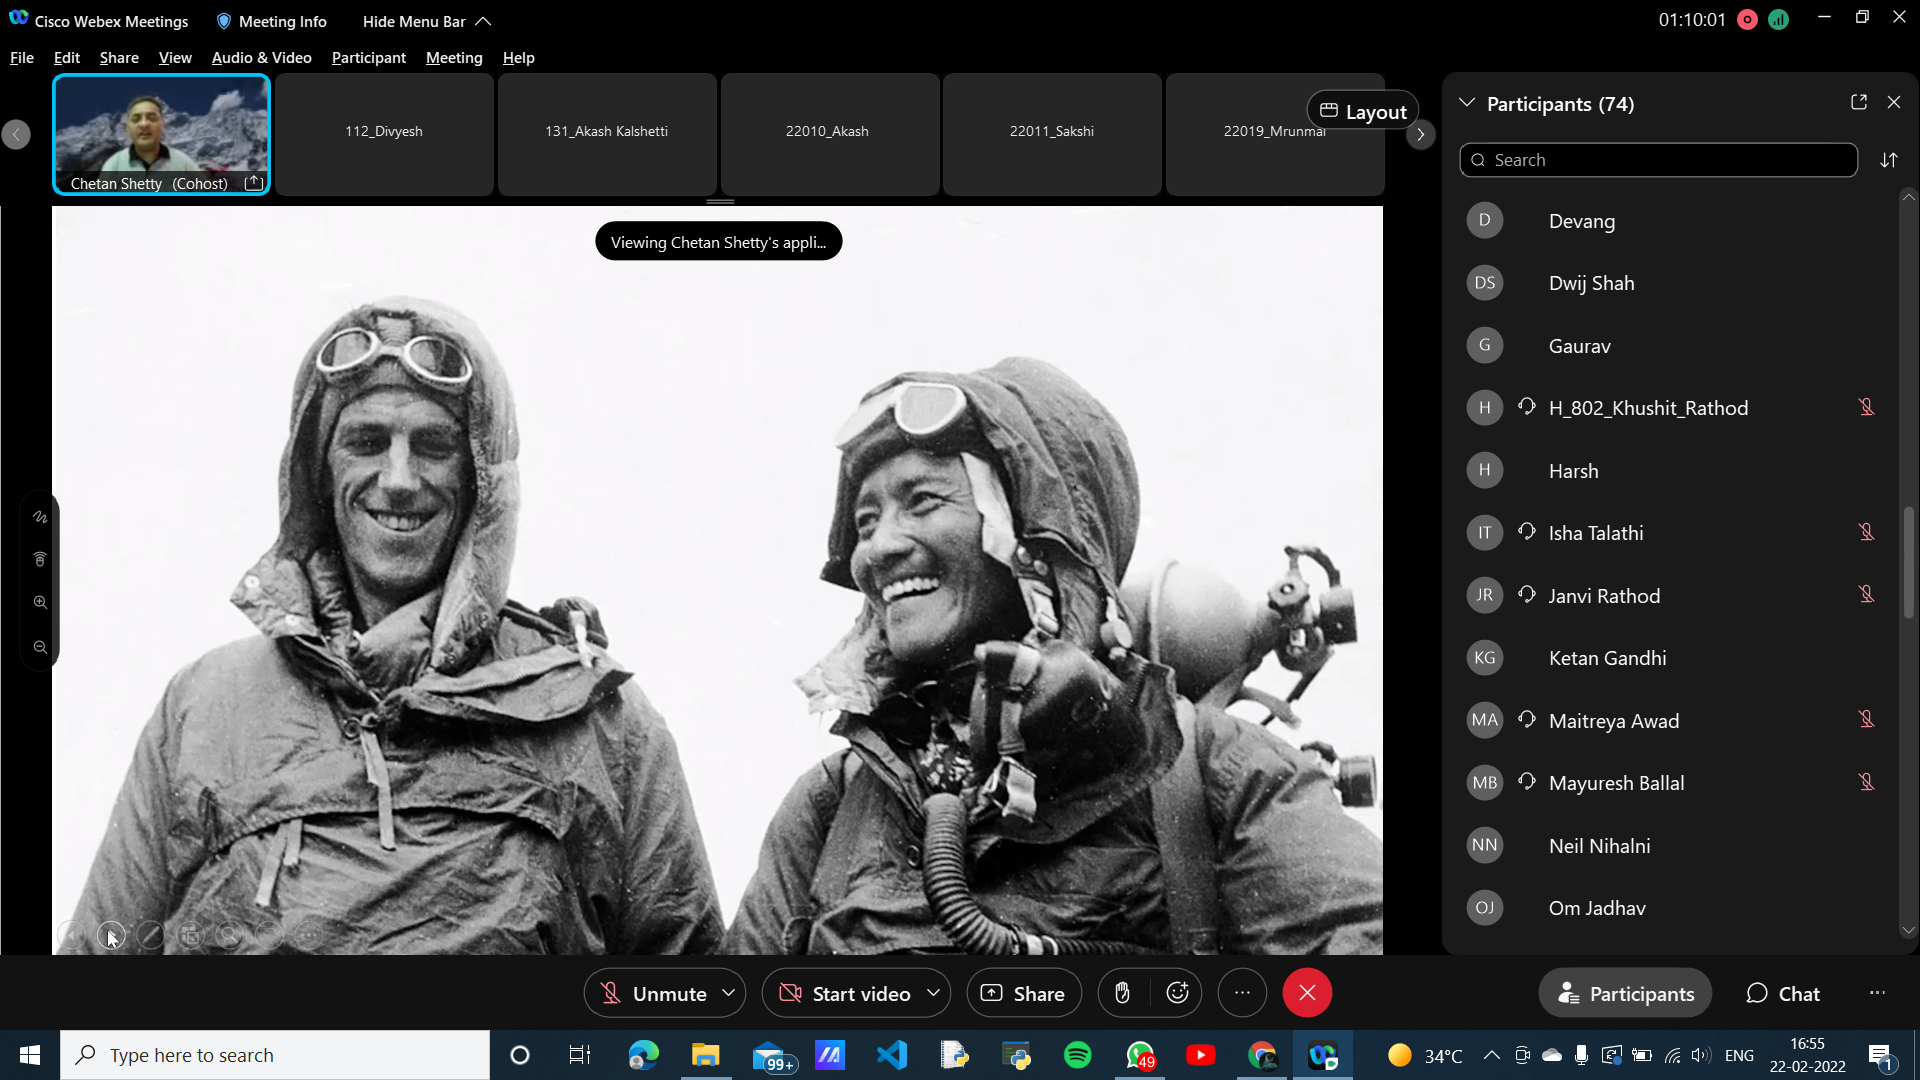 Cisco Webex Meetings
Meeting Info
Hide Menu Bar
01:10:01
File Edit Share View Audio & Video Participant Meeting Help
Chetan Shetty (Cohost)
112_Divyesh
131_Akash Kalshetti
22010_Akash
22011_Sakshi
22019_Mrunmai
Layout
Viewing Chetan Shetty's appli...
Participants (74)
Search
D Devang
DS Dwij Shah
G Gaurav
H H_802_Khushit_Rathod
H Harsh
IT Isha Talathi
JR Janvi Rathod
KG Ketan Gandhi
MA Maitreya Awad
MB Mayuresh Ballal
NN Neil Nihalni
OJ Om Jadhav
Unmute
Start video
Share
Participants
Chat
Type here to search
99+
49
34°C
ENG
16:55
22-02-2022
1